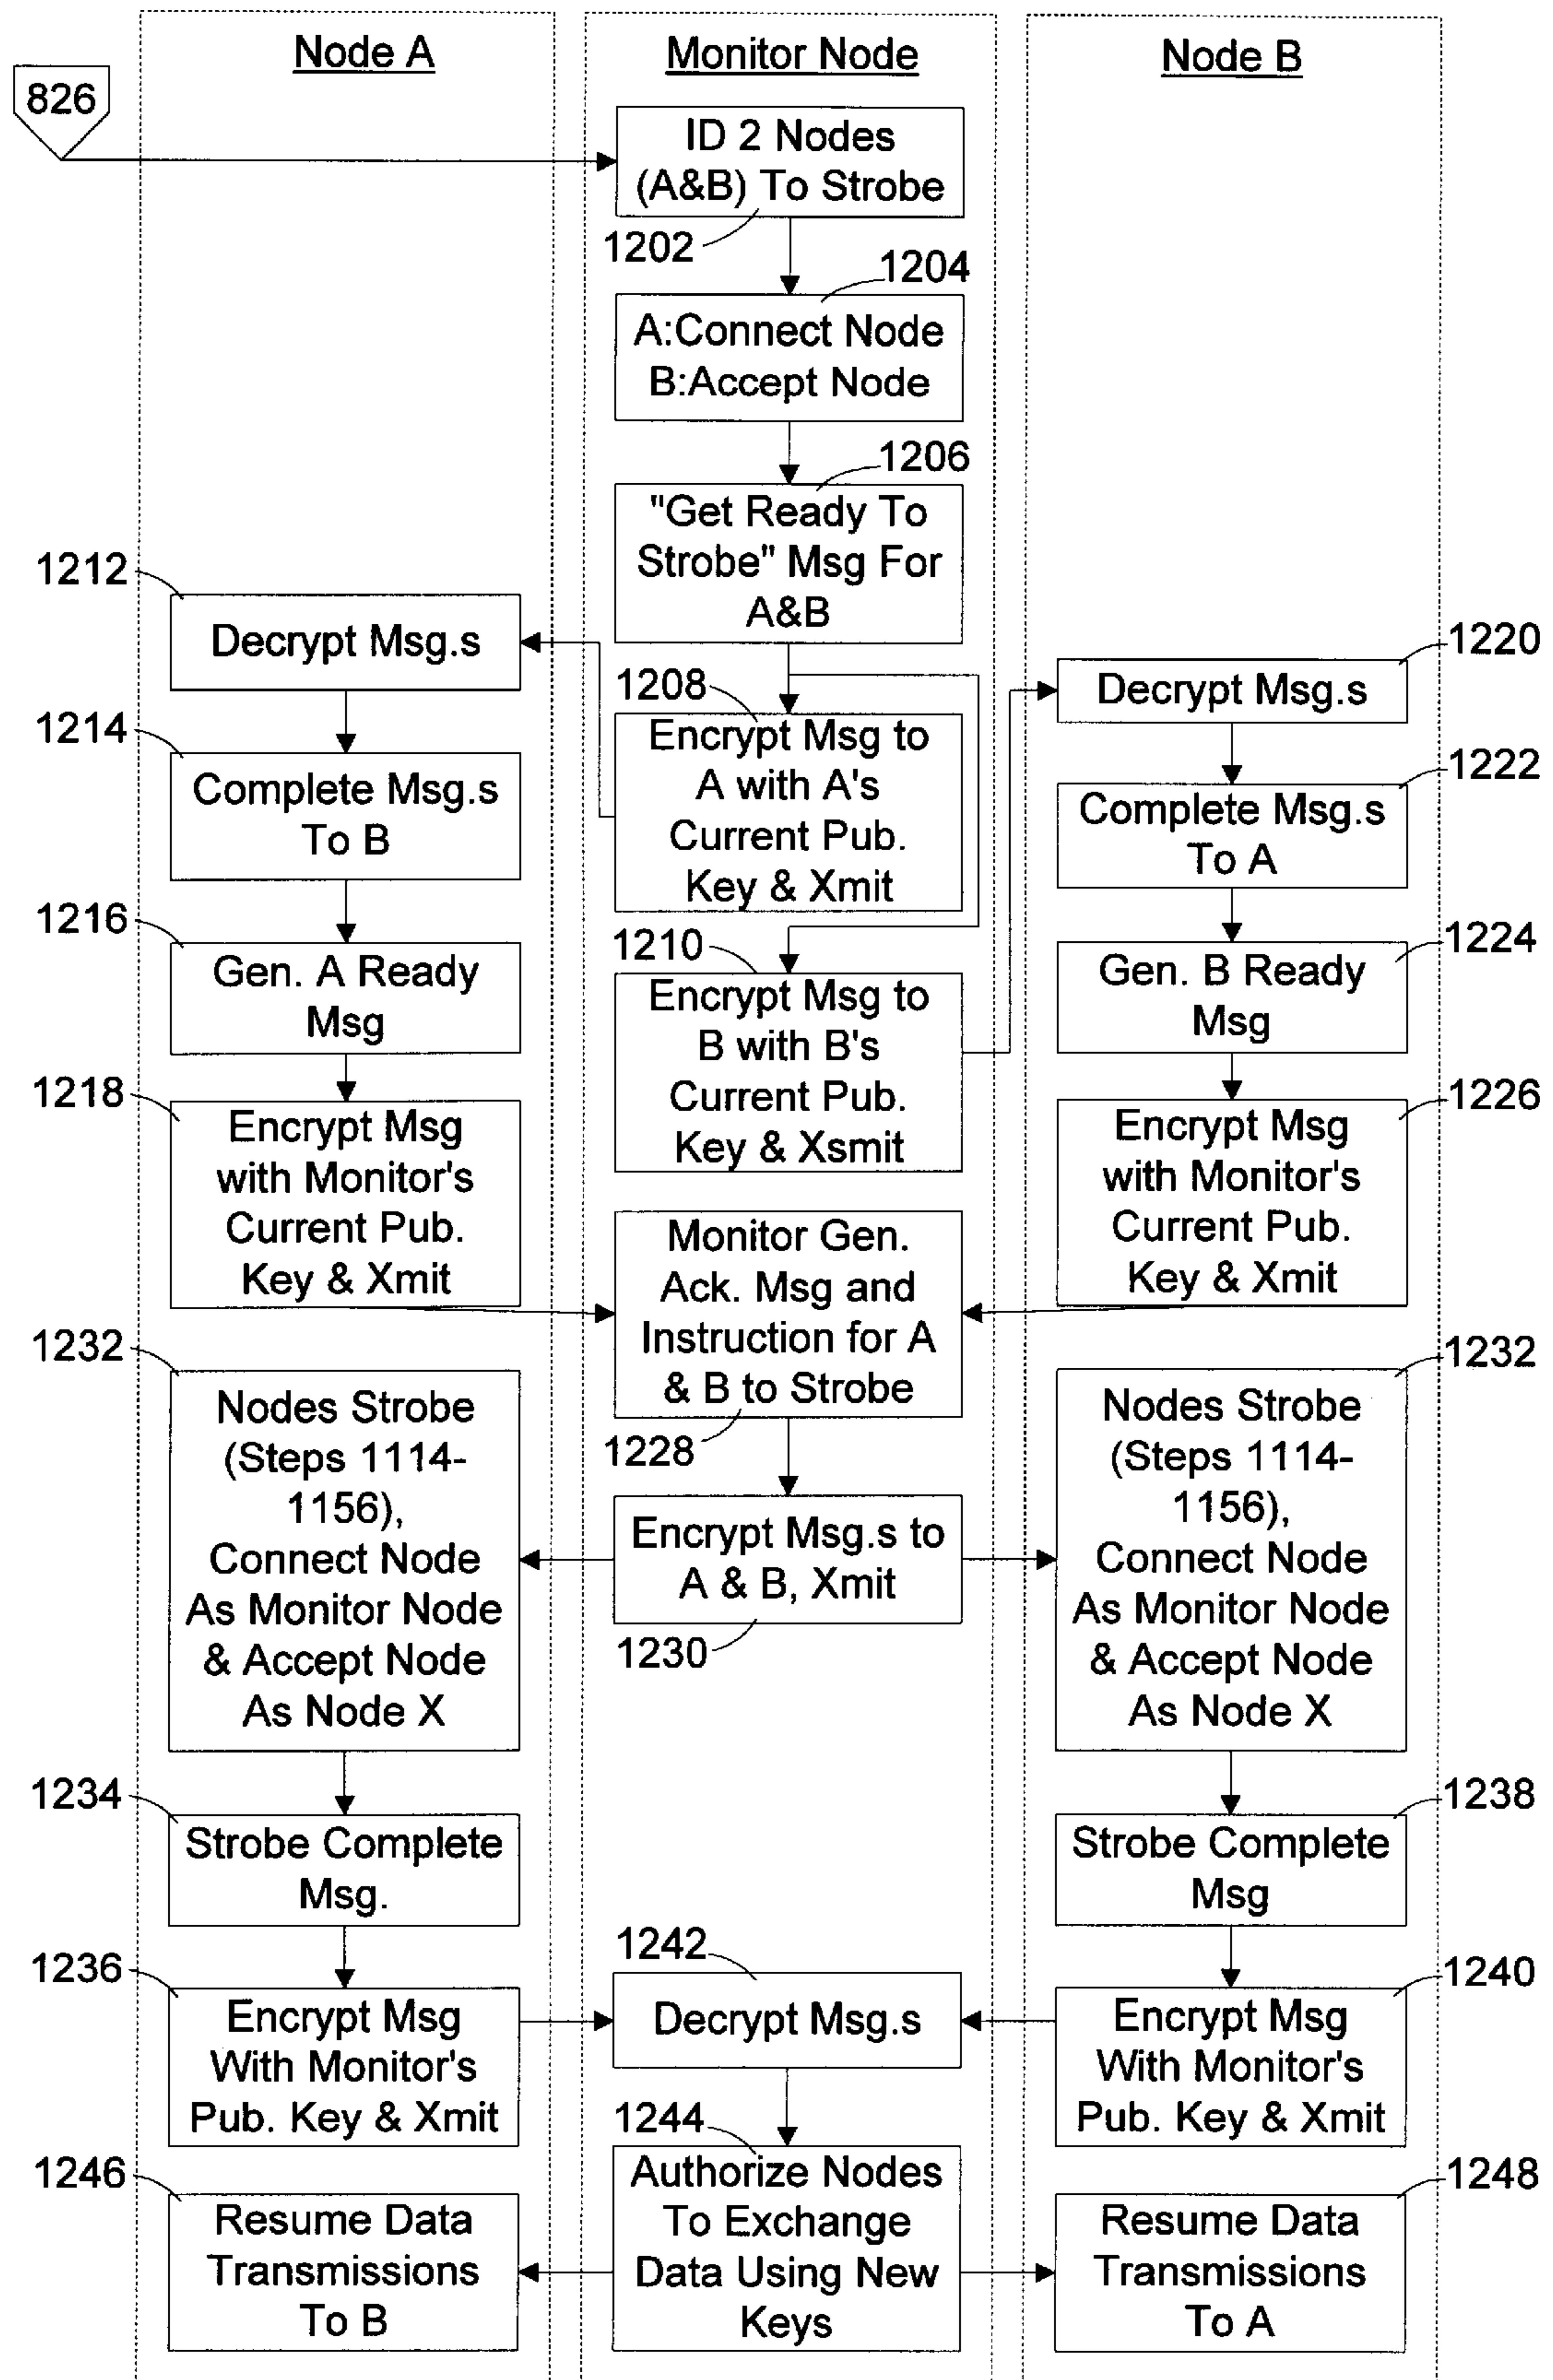 Node A
Monitor Node
Node B
826
ID 2 Nodes
(A&B) To Strobe
1202
1204
A:Connect Node
B:Accept Node
1206
"Get Ready To
Strobe" Msg For
A&B
1212
Decrypt Msg.s
1214
Complete Msg.s
To B
1216
Gen. A Ready
Msg
1218
Encrypt Msg
with Monitor's
Current Pub.
Key & Xmit
1208
Encrypt Msg to
A with A's
Current Pub.
Key & Xmit
1210
Encrypt Msg to
B with B's
Current Pub.
Key & Xsmit
1220
Decrypt Msg.s
1222
Complete Msg.s
To A
1224
Gen. B Ready
Msg
1226
Encrypt Msg
with Monitor's
Current Pub.
Key & Xmit
Monitor Gen.
Ack. Msg and
Instruction for A
& B to Strobe
1228
Encrypt Msg.s to
A & B, Xmit
1230
1232
Nodes Strobe
(Steps 1114-
1156),
Connect Node
As Monitor Node
& Accept Node
As Node X
1232
Nodes Strobe
(Steps 1114-
1156),
Connect Node
As Monitor Node
& Accept Node
As Node X
1234
Strobe Complete
Msg.
1236
Encrypt Msg
With Monitor's
Pub. Key & Xmit
1238
Strobe Complete
Msg
1240
Encrypt Msg
With Monitor's
Pub. Key & Xmit
1242
Decrypt Msg.s
1244
Authorize Nodes
To Exchange
Data Using New
Keys
1246
Resume Data
Transmissions
To B
1248
Resume Data
Transmissions
To A